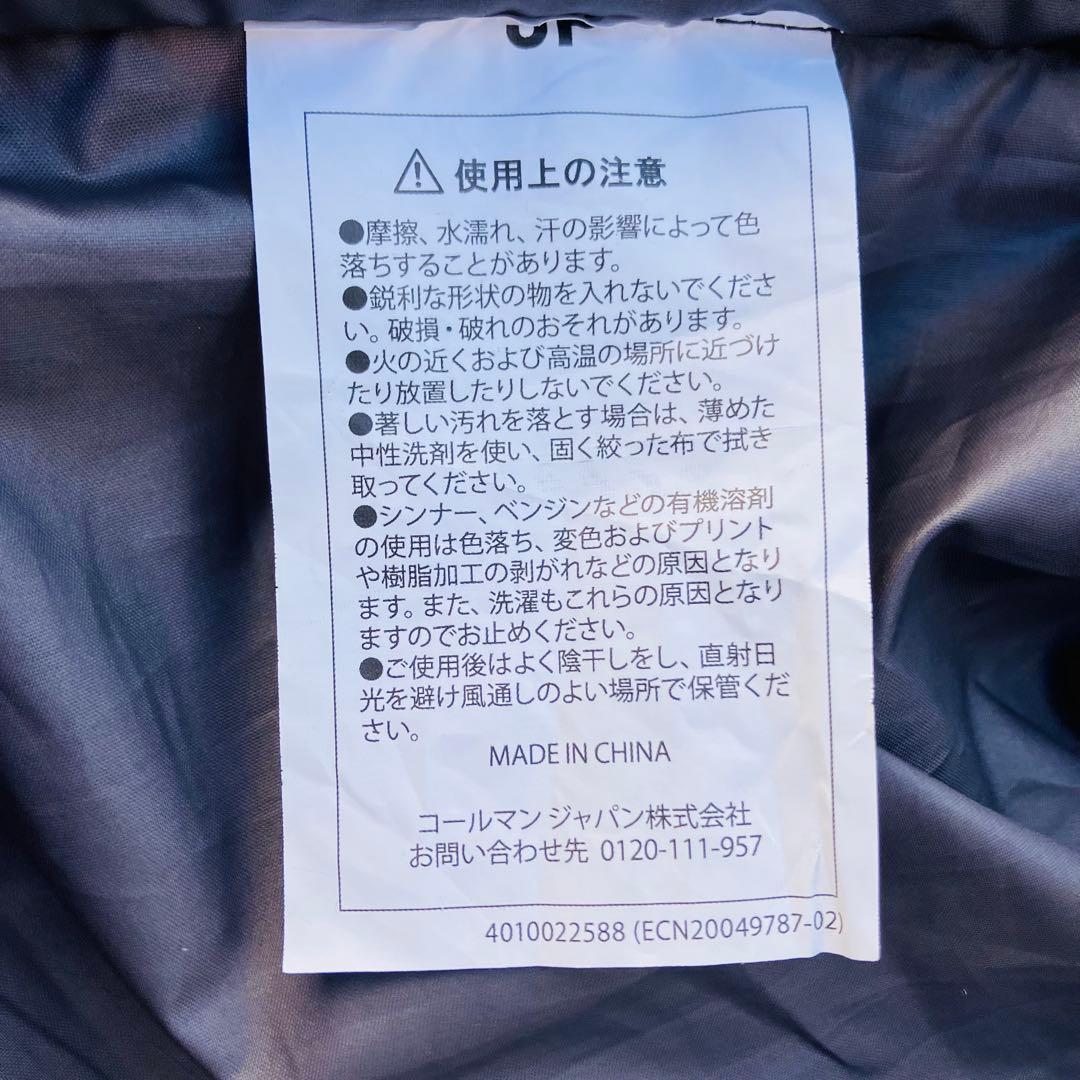 使用上の注意
●摩擦、水濡れ、汗の影響によって色
落ちすることがあります。
●鋭利な形状の物を入れないでくださ
い。破損・破れのおそれがあります。
●火の近くおよび高温の場所に近づけ
たり放置したりしないでください。
●著しい汚れを落とす場合は、薄めた
中性洗剤を使い、固く絞った布で拭き
取ってください。
●シンナー、ベンジンなどの有機溶剤
の使用は色落ち、変色およびプリント
や樹脂加工の剥がれなどの原因となり
ます。また、洗濯もこれらの原因となり
ますのでお止めください。
●ご使用後はよく陰干しをし、直射日
光を避け風通しのよい場所で保管くだ
さい。
MADE IN CHINA
コールマン ジャパン株式会社
お問い合わせ先 0120-111-957
4010022588 (ECN20049787-02)